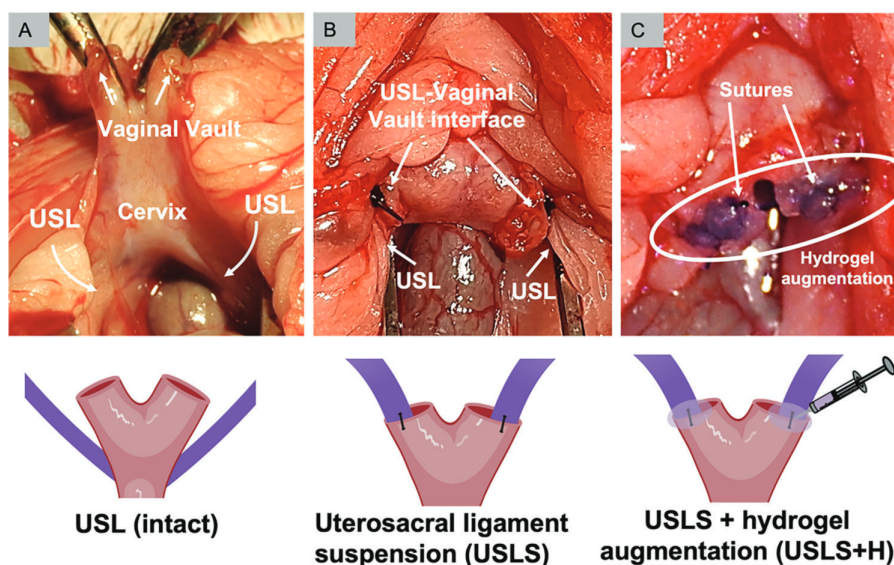 A
Vaginal Vault
USL
Cervix
USL
B
USL-Vaginal
Vault interface
USL
USL
C
Sutures
Hydrogel
augmentation
USL (intact)
Uterosacral ligament
suspension (USLS)
USLS + hydrogel
augmentation (USLS+H)